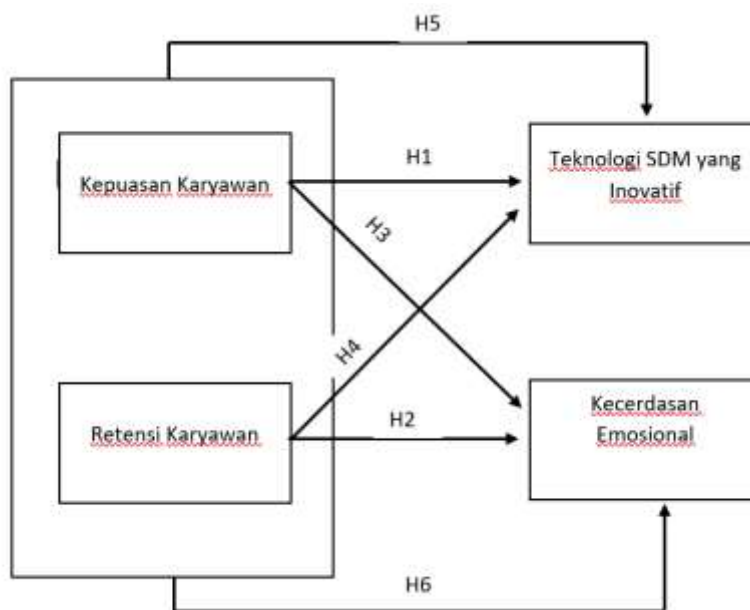 H5
Kepuasan Karyawan
H1
Teknologi SDM yang
Inovatif
H3
H4
Retensi Karyawan
H2
Kecerdasan
Emosional
H6